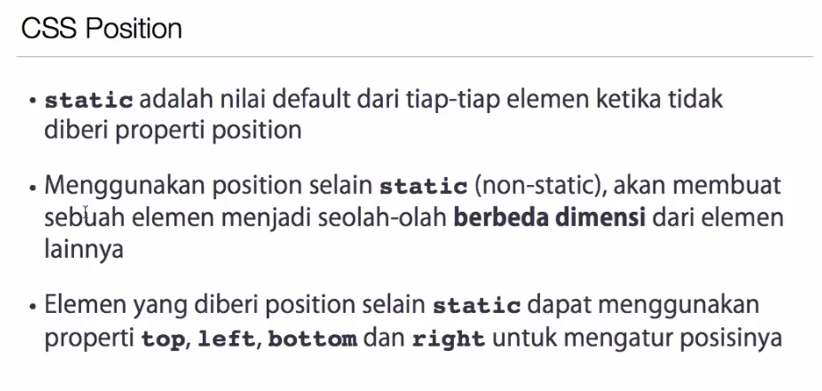 CSS Position
• static adalah nilai default dari tiap-tiap elemen ketika tidak
diberi properti position
• Menggunakan position selain static (non-static), akan membuat
sebuah elemen menjadi seolah-olah berbeda dimensi dari elemen
lainnya
• Elemen yang diberi position selain static dapat menggunakan
properti top, left, bottom dan right untuk mengatur posisinya